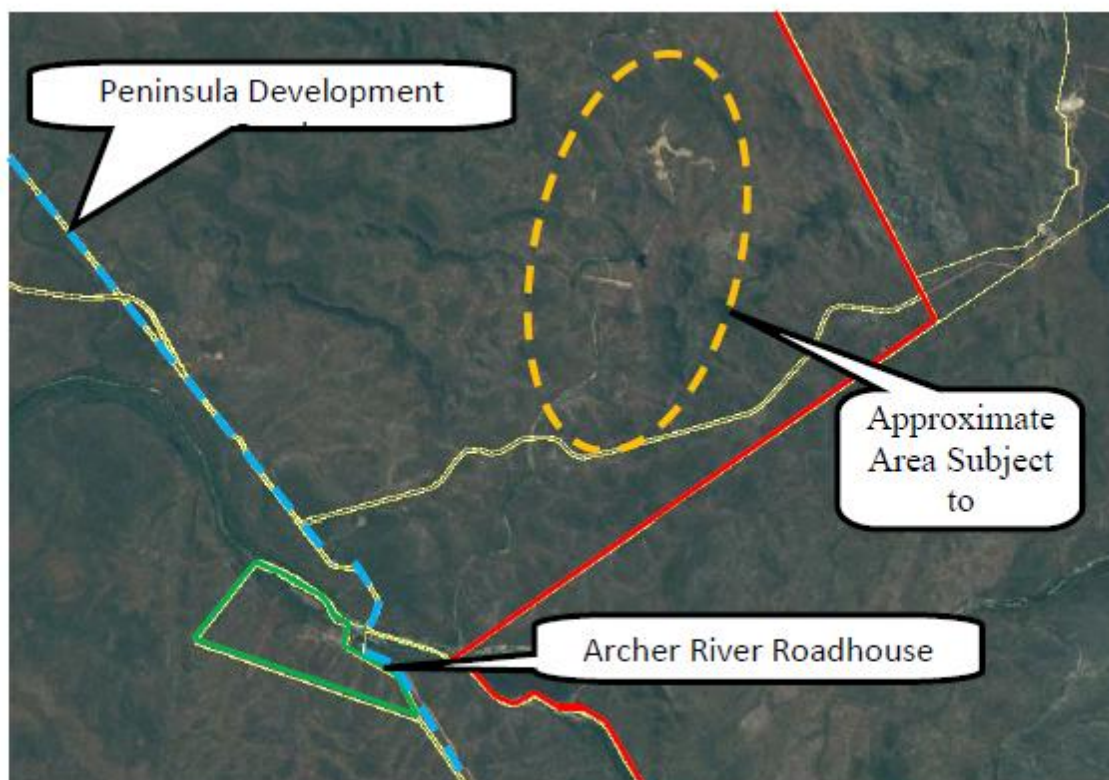 Peninsula Development
Approximate
Area Subject
to
Archer River Roadhouse